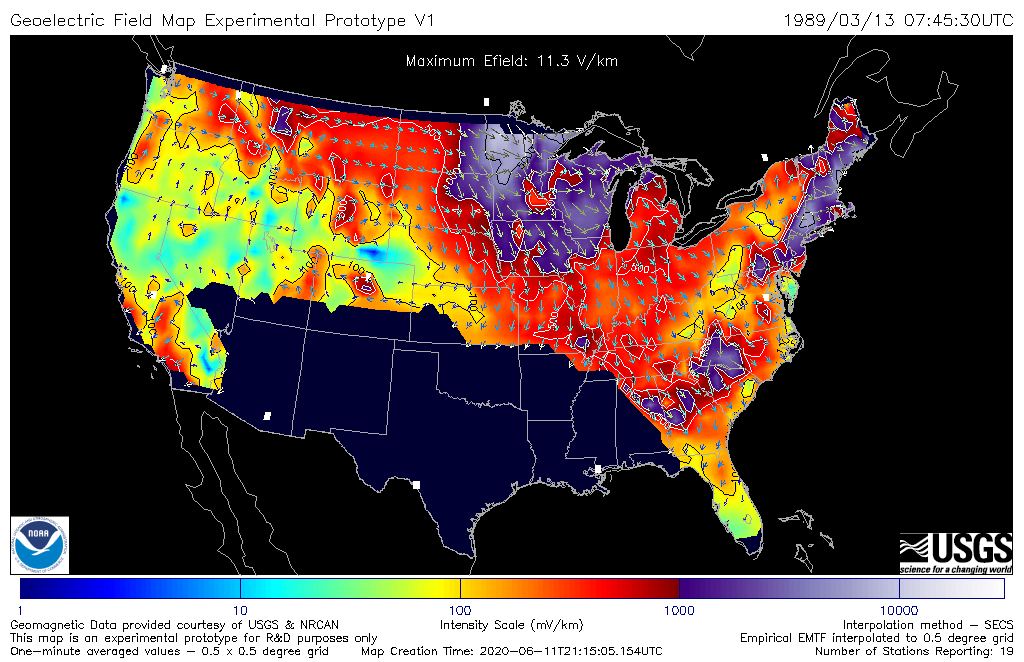 Geoelectric Field Map Experimental Prototype V1
1989/03/13 07:45:30UTC
Maximum Efield: 11.3 V/km
NOAA
USGS
science for a changing world
1
10
100
1000
10000
Geomagnetic Data provided courtesy of USGS & NRCAN
Intensity Scale (mV/km)
Interpolation method – SECS
This map is an experimental prototype for R&D purposes only
Empirical EMTF interpolated to 0.5 degree grid
One-minute averaged values – 0.5 x 0.5 degree grid
Map Creation Time: 2020-06-11T21:15:05.154UTC
Number of Stations Reporting: 19